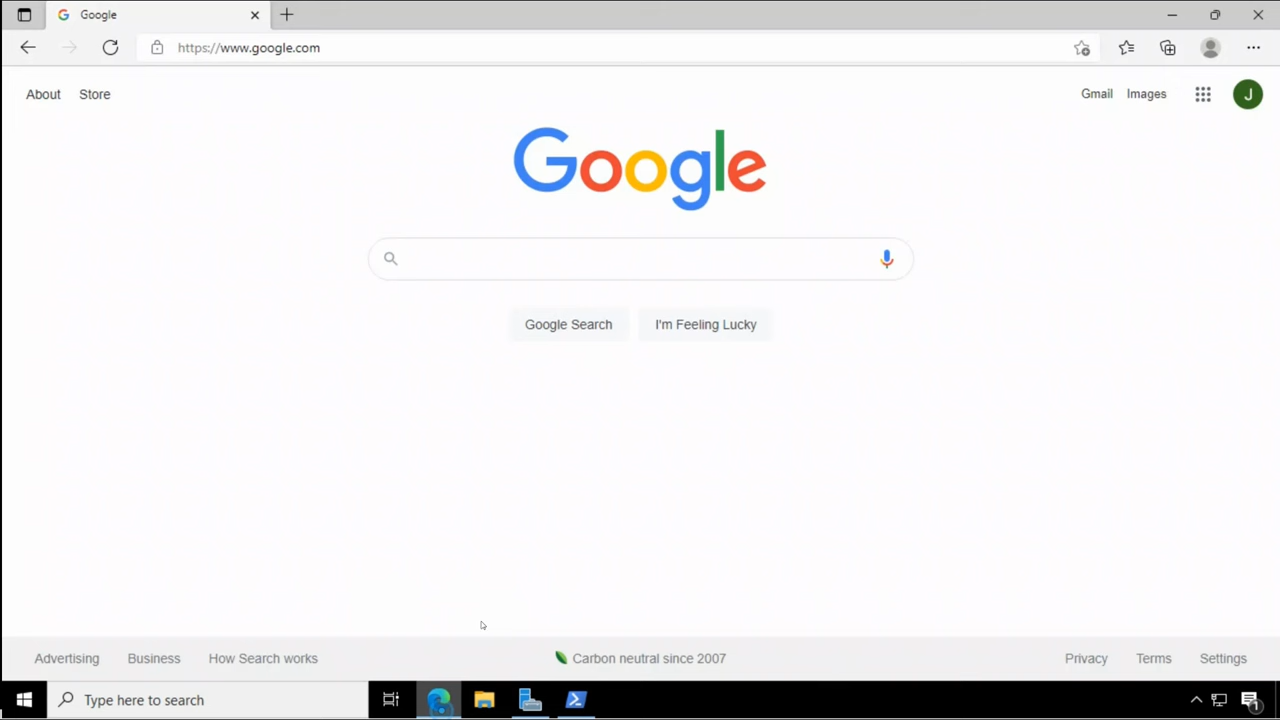 Google
https://www.google.com
About
Store
Gmail
Images
J
Google
Google Search
I'm Feeling Lucky
Advertising
Business
How Search works
Carbon neutral since 2007
Privacy
Terms
Settings
Type here to search
1